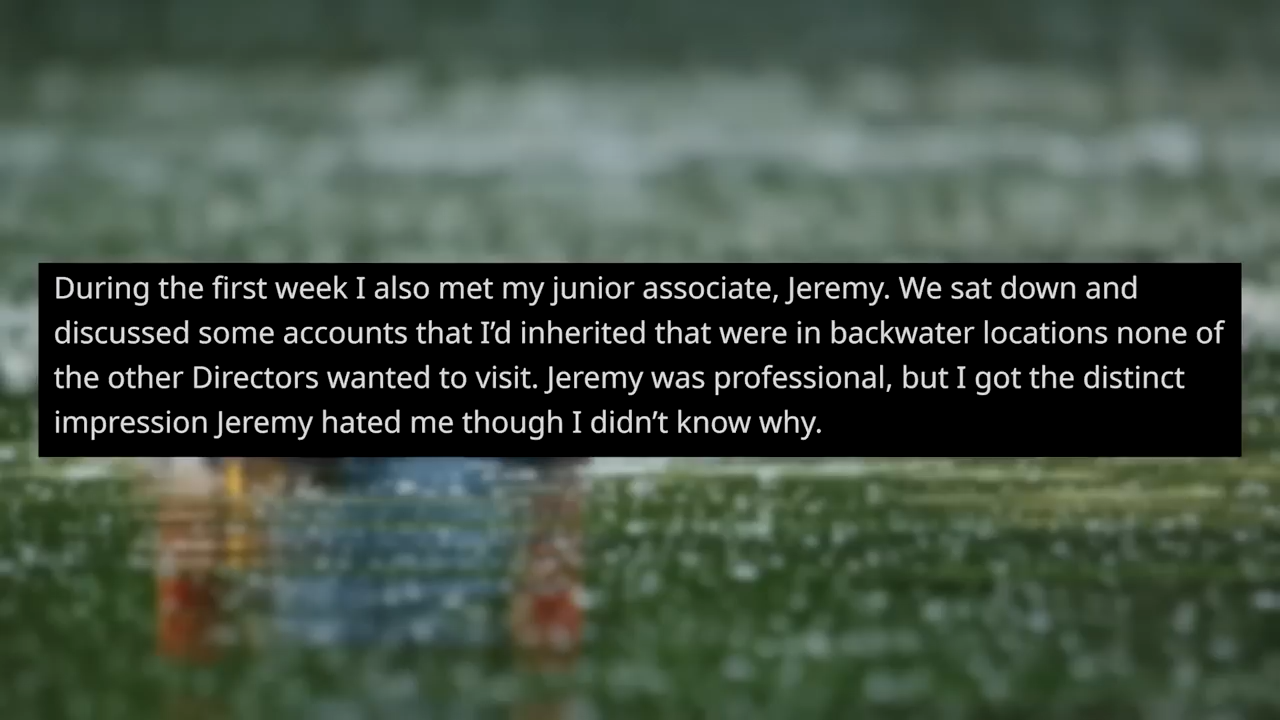 During the first week I also met my junior associate, Jeremy. We sat down and
discussed some accounts that I’d inherited that were in backwater locations none of
the other Directors wanted to visit. Jeremy was professional, but I got the distinct
impression Jeremy hated me though I didn’t know why.